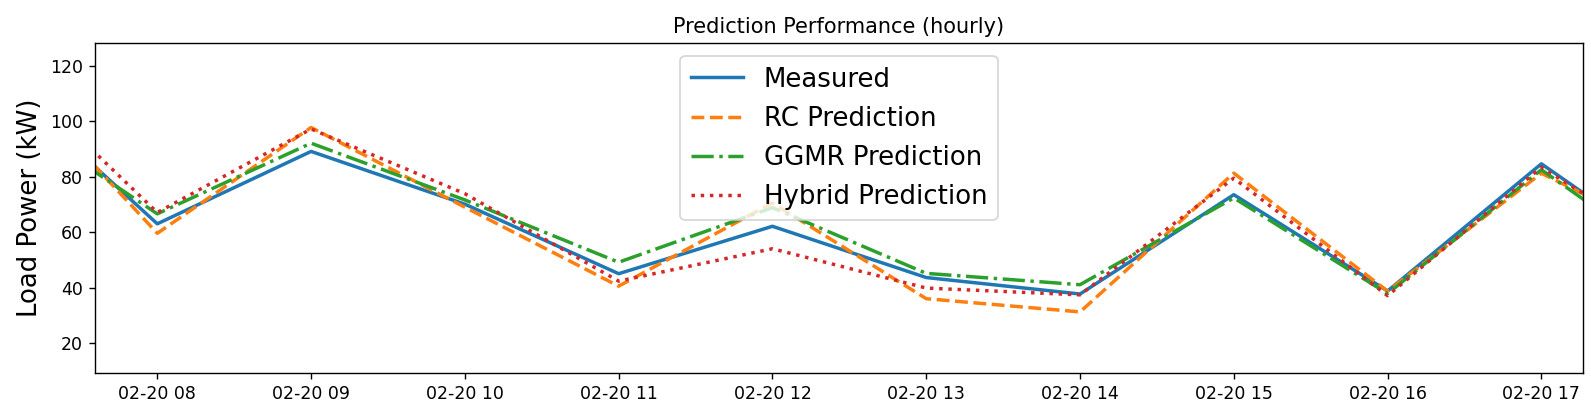 Prediction Performance (hourly)
Load Power (kW)
120
100
80
60
40
20
Measured
RC Prediction
GGMR Prediction
Hybrid Prediction
02-20 08
02-20 09
02-20 10
02-20 11
02-20 12
02-20 13
02-20 14
02-20 15
02-20 16
02-20 17